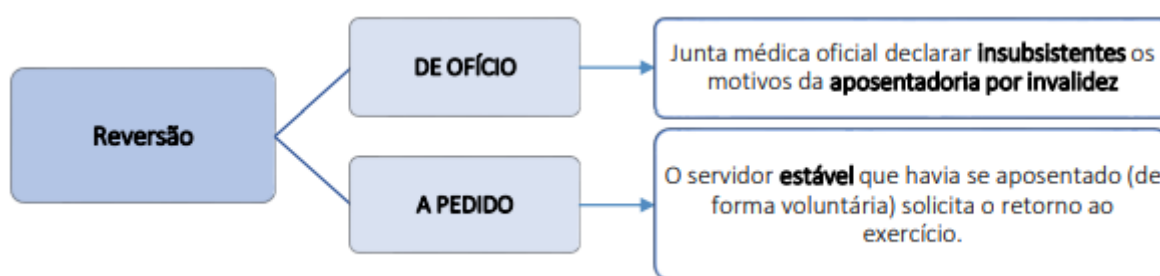 Reversão
DE OFÍCIO
Junta médica oficial declarar insubsistentes os
motivos da aposentadoria por invalidez
A PEDIDO
O servidor estável que havia se aposentado (de
forma voluntária) solicita o retorno ao
exercício.